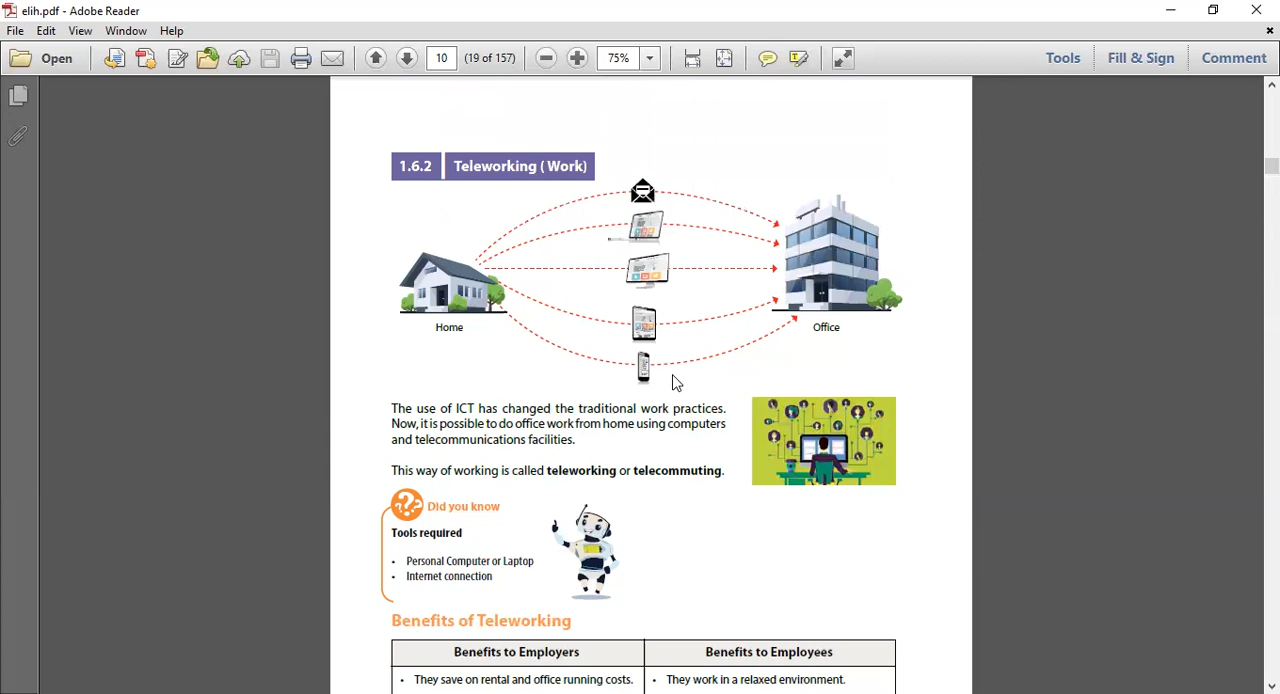 elih.pdf - Adobe Reader
File Edit View Window Help
Open 10 (19 of 157) 75% Tools Fill & Sign Comment
1.6.2 Teleworking ( Work)
Home Office
The use of ICT has changed the traditional work practices.
Now, it is possible to do office work from home using computers
and telecommunications facilities.
This way of working is called teleworking or telecommuting.
Did you know
Tools required
• Personal Computer or Laptop
• Internet connection
Benefits of Teleworking
Benefits to Employers Benefits to Employees
• They save on rental and office running costs. • They work in a relaxed environment.